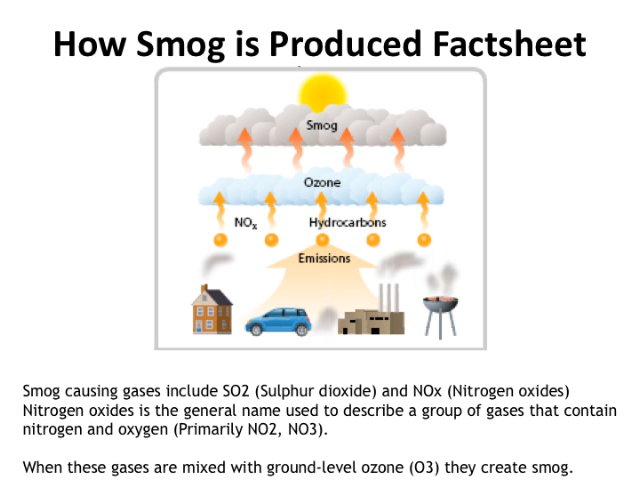 How Smog is Produced Factsheet
Smog
Ozone
NOx Hydrocarbons
Emissions
Smog causing gases include SO2 (Sulphur dioxide) and NOx (Nitrogen oxides)
Nitrogen oxides is the general name used to describe a group of gases that contain
nitrogen and oxygen (Primarily NO2, NO3).
When these gases are mixed with ground-level ozone (O3) they create smog.